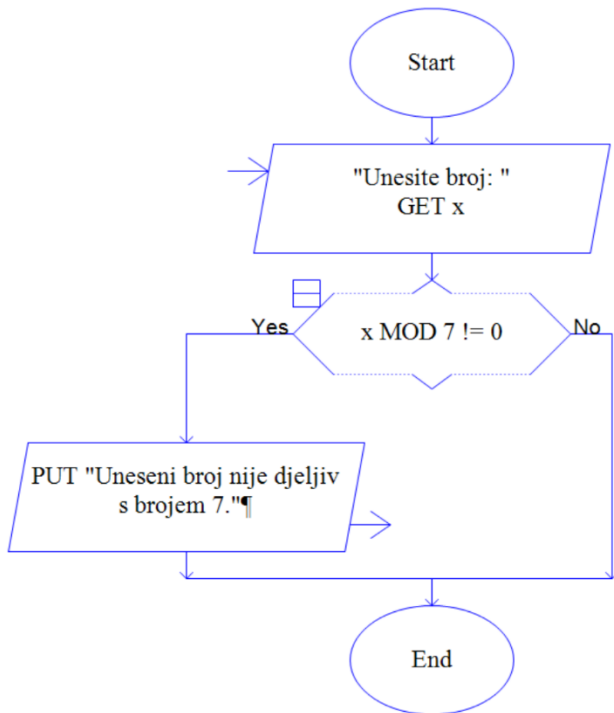 Start
"Unesite broj: "
GET x
Yes
x MOD 7 != 0
No
PUT "Uneseni broj nije djeljiv
s brojem 7."¶
End